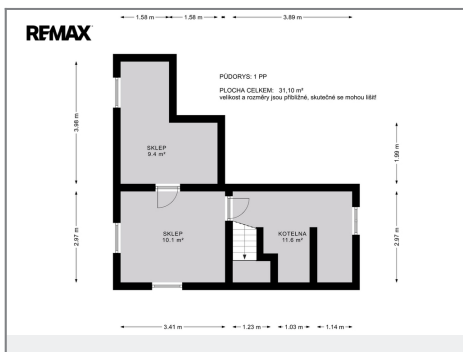 1.58 m
1.58 m
3.89 m
REMAX
PŮDORYS: 1 PP
PLOCHA CELKEM: 31,10 m²
velikost a rozměry jsou přibližné, skutečné se mohou lišit!
3.98 m
1.99 m
SKLEP
9.4 m²
2.97 m
SKLEP
10.1 m²
KOTELNA
11.6 m²
2.97 m
3.41 m
1.23 m
1.03 m
1.14 m